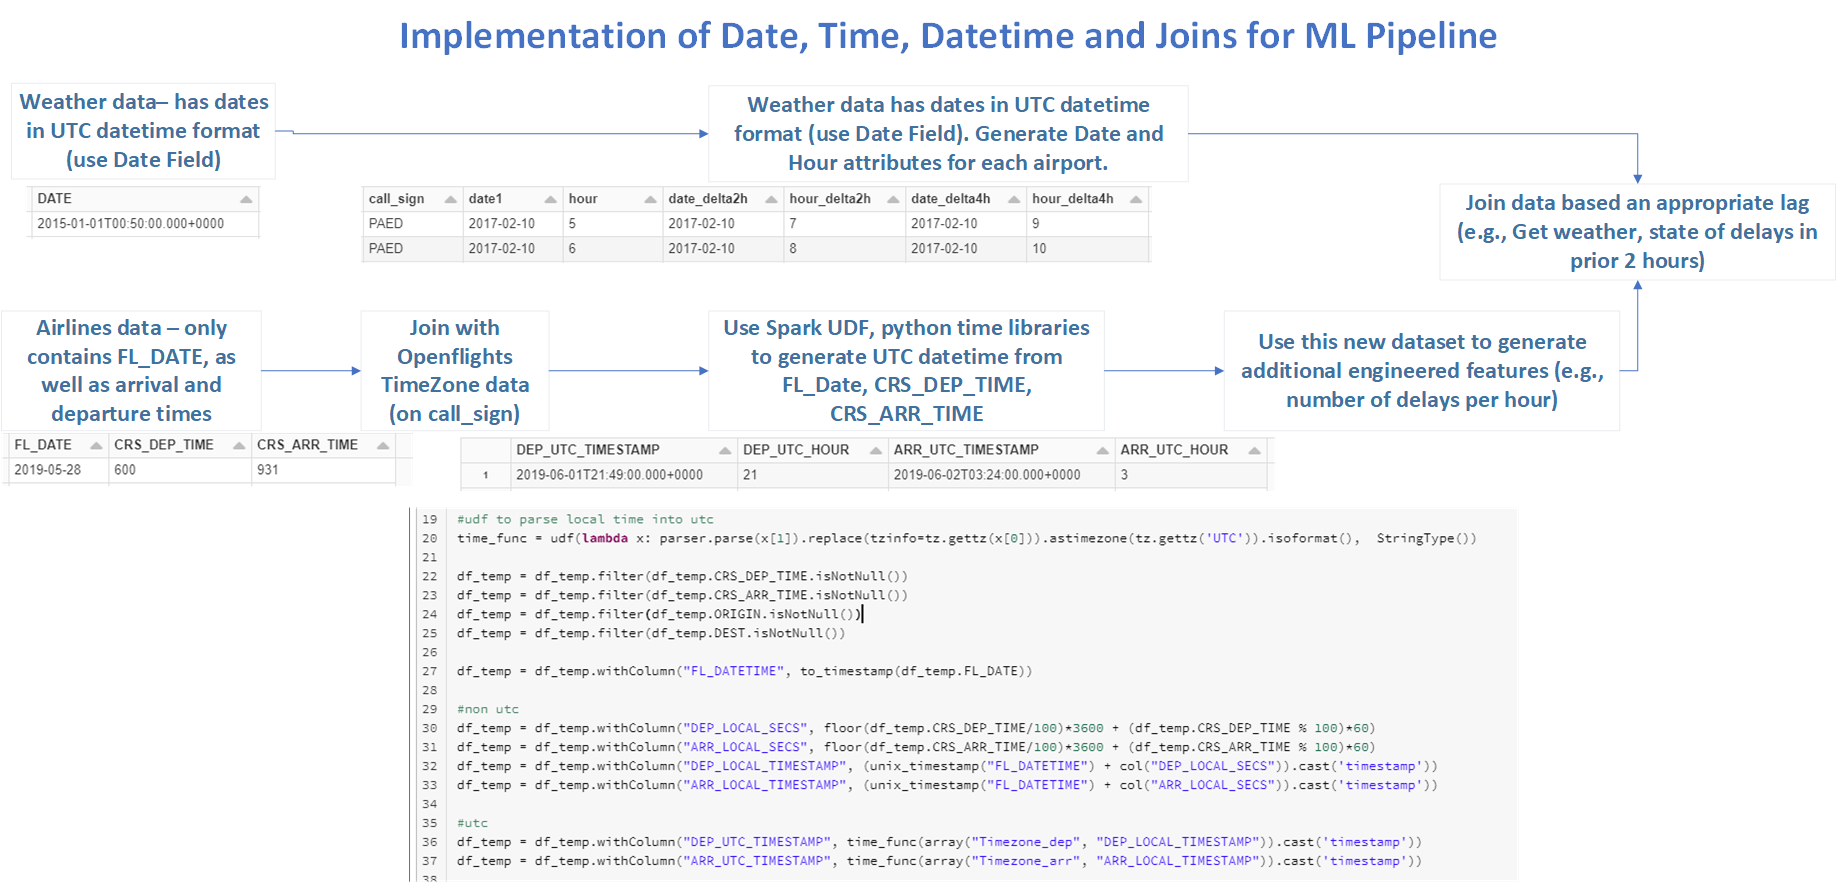 Implementation of Date, Time, Datetime and Joins for ML Pipeline
Weather data– has dates
in UTC datetime format
(use Date Field)
Weather data has dates in UTC datetime
format (use Date Field). Generate Date and
Hour attributes for each airport.
DATE
2015-01-01T00:50:00.000+0000
call_sign date1 hour date_delta2h hour_delta2h date_delta4h hour_delta4h
PAED 2017-02-10 5 2017-02-10 7 2017-02-10 9
PAED 2017-02-10 6 2017-02-10 8 2017-02-10 10
Join data based an appropriate lag
(e.g., Get weather, state of delays in
prior 2 hours)
Airlines data – only
contains FL_DATE, as
well as arrival and
departure times
Join with
Openflights
TimeZone data
(on call_sign)
Use Spark UDF, python time libraries
to generate UTC datetime from
FL_Date, CRS_DEP_TIME,
CRS_ARR_TIME
Use this new dataset to generate
additional engineered features (e.g.,
number of delays per hour)
FL_DATE CRS_DEP_TIME CRS_ARR_TIME
2019-05-28 600 931
DEP_UTC_TIMESTAMP DEP_UTC_HOUR ARR_UTC_TIMESTAMP ARR_UTC_HOUR
1 2019-06-01T21:49:00.000+0000 21 2019-06-02T03:24:00.000+0000 3
19 #udf to parse local time into utc
20 time_func = udf(lambda x: parser.parse(x[1]).replace(tzinfo=tz.gettz(x[0])).astimezone(tz.gettz('UTC')).isoformat(),  StringType())
21
22 df_temp = df_temp.filter(df_temp.CRS_DEP_TIME.isNotNull())
23 df_temp = df_temp.filter(df_temp.CRS_ARR_TIME.isNotNull())
24 df_temp = df_temp.filter(df_temp.ORIGIN.isNotNull())
25 df_temp = df_temp.filter(df_temp.DEST.isNotNull())
26
27 df_temp = df_temp.withColumn("FL_DATETIME", to_timestamp(df_temp.FL_DATE))
28
29 #non utc
30 df_temp = df_temp.withColumn("DEP_LOCAL_SECS", floor(df_temp.CRS_DEP_TIME/100)*3600 + (df_temp.CRS_DEP_TIME % 100)*60)
31 df_temp = df_temp.withColumn("ARR_LOCAL_SECS", floor(df_temp.CRS_ARR_TIME/100)*3600 + (df_temp.CRS_ARR_TIME % 100)*60)
32 df_temp = df_temp.withColumn("DEP_LOCAL_TIMESTAMP", (unix_timestamp("FL_DATETIME") + col("DEP_LOCAL_SECS")).cast('timestamp'))
33 df_temp = df_temp.withColumn("ARR_LOCAL_TIMESTAMP", (unix_timestamp("FL_DATETIME") + col("ARR_LOCAL_SECS")).cast('timestamp'))
34
35 #utc
36 df_temp = df_temp.withColumn("DEP_UTC_TIMESTAMP", time_func(array("Timezone_dep", "DEP_LOCAL_TIMESTAMP")).cast('timestamp'))
37 df_temp = df_temp.withColumn("ARR_UTC_TIMESTAMP", time_func(array("Timezone_arr", "ARR_LOCAL_TIMESTAMP")).cast('timestamp'))
38